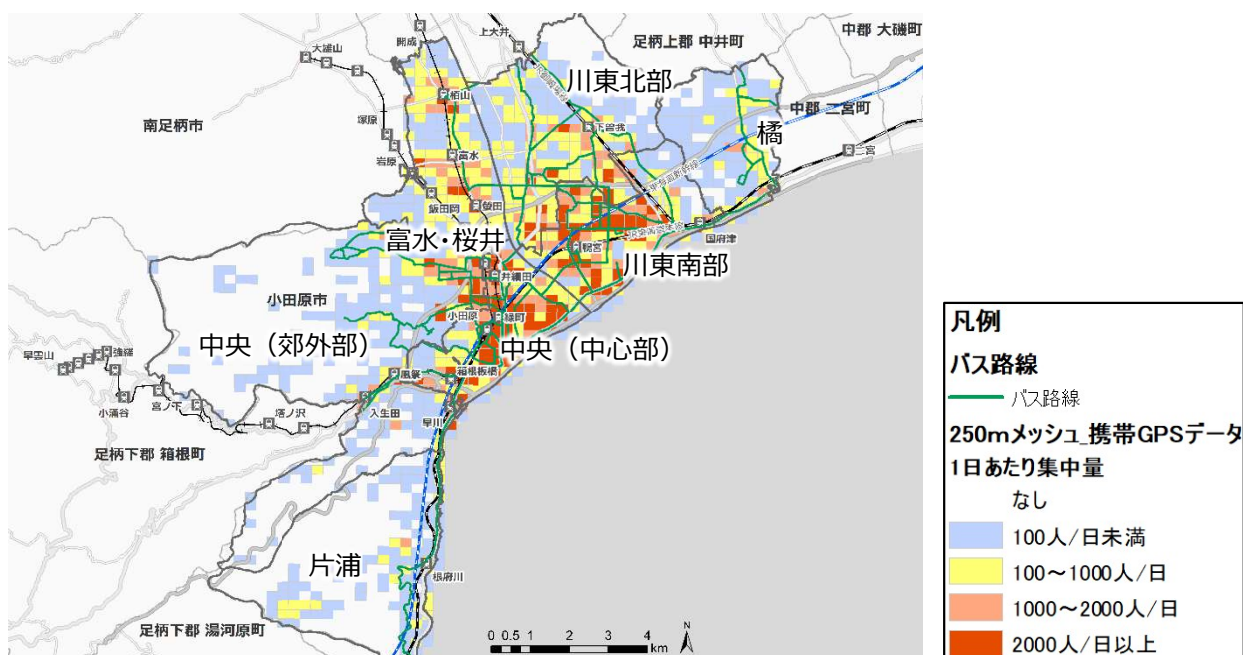 上大井
足柄上郡 中井町
中郡 大磯町
開成
大雄山
川東北部
栢山
中郡 二宮町
塚原
南足柄市
下曽我
橘
二宮
岩原
富水
飯田岡
螢田
国府津
鴨宮
富水・桜井
川東南部
井細田
小田原市
小田原
緑町
中央（郊外部）
中央（中心部）
早雲山
強羅
風祭
箱根板橋
小涌谷
宮ノ下
塔ノ沢
入生田
早川
足柄下郡 箱根町
片浦
根府川
足柄下郡 湯河原町
0 0.5 1 2 3 4
km
N
凡例
バス路線
バス路線
250mメッシュ_携帯GPSデータ
1日あたり集中量
なし
100人/日未満
100～1000人/日
1000～2000人/日
2000人/日以上